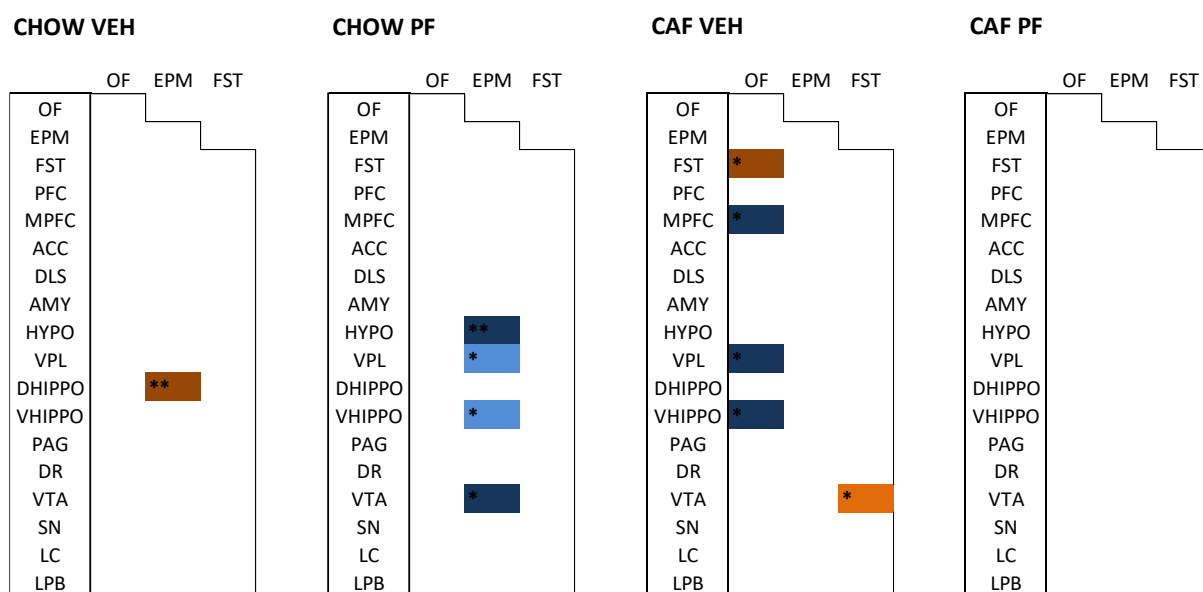 CHOW VEH CHOW PF CAF VEH CAF PF
OF EPM FST OF EPM FST OF EPM FST OF EPM FST
OF OF OF OF
EPM EPM EPM EPM
FST FST FST * FST
PFC PFC PFC PFC
MPFC MPFC MPFC * MPFC
ACC ACC ACC ACC
DLS DLS DLS DLS
AMY AMY AMY AMY
HYPO HYPO ** HYPO HYPO
VPL VPL * VPL * VPL
DHIPPO ** DHIPPO DHIPPO DHIPPO
VHIPPO VHIPPO * VHIPPO * VHIPPO
PAG PAG PAG PAG
DR DR DR DR
VTA VTA * VTA * VTA
SN SN SN SN
LC LC LC LC
LPB LPB LPB LPB